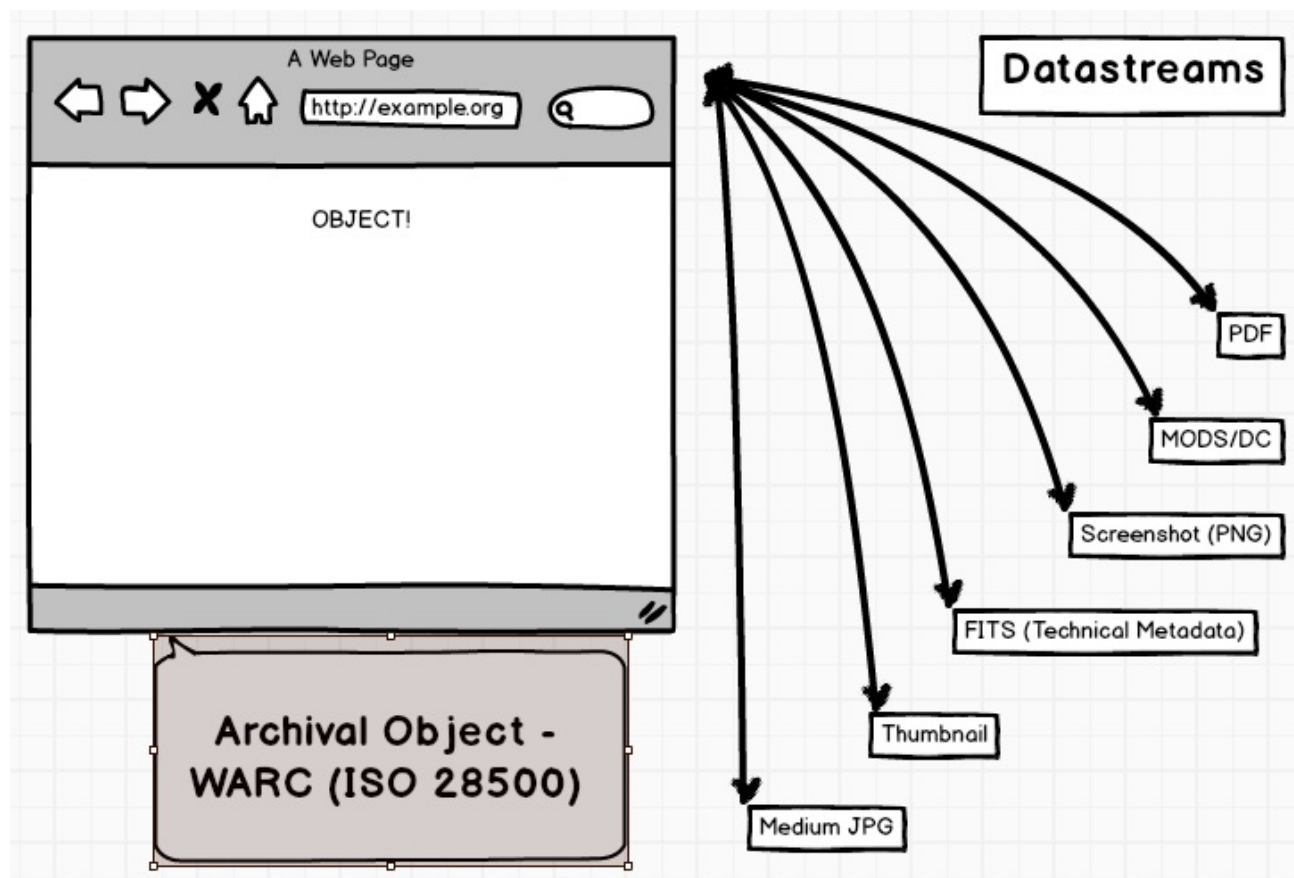 A Web Page
http://example.org
OBJECT!
Archival Object -
WARC (ISO 28500)
Datastreams
PDF
MODS/DC
Screenshot (PNG)
FITS (Technical Metadata)
Thumbnail
Medium JPG